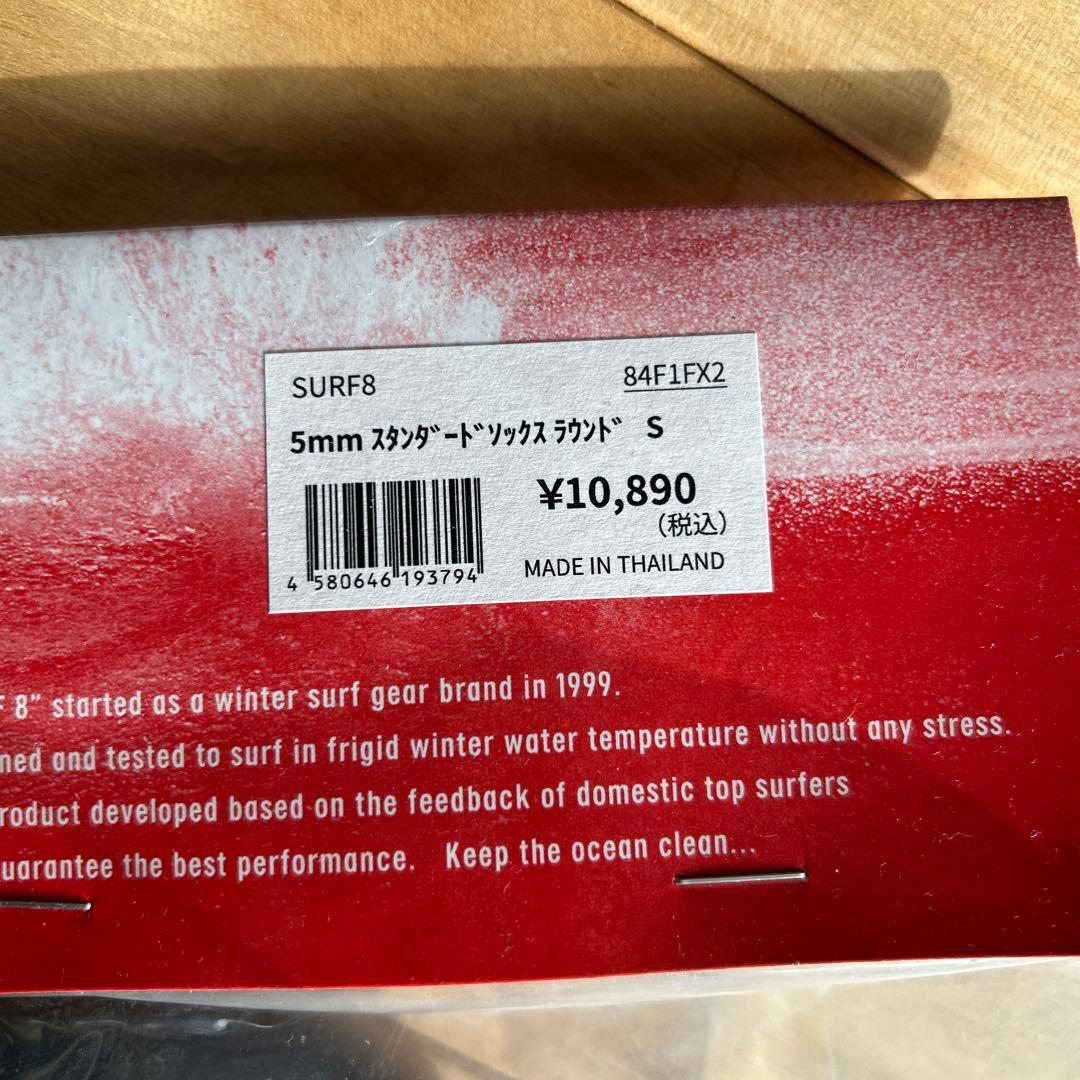 SURF8 84F1FX2
5mm ｽﾀﾝﾀﾞｰﾄﾞｿｯｸｽ ﾗｳﾝﾄﾞ S
¥10,890
(税込)
4 580646 193794 MADE IN THAILAND
8” started as a winter surf gear brand in 1999.
and tested to surf in frigid winter water temperature without any stress.
developed based on the feedback of domestic top surfers
the best performance. Keep the ocean clean...